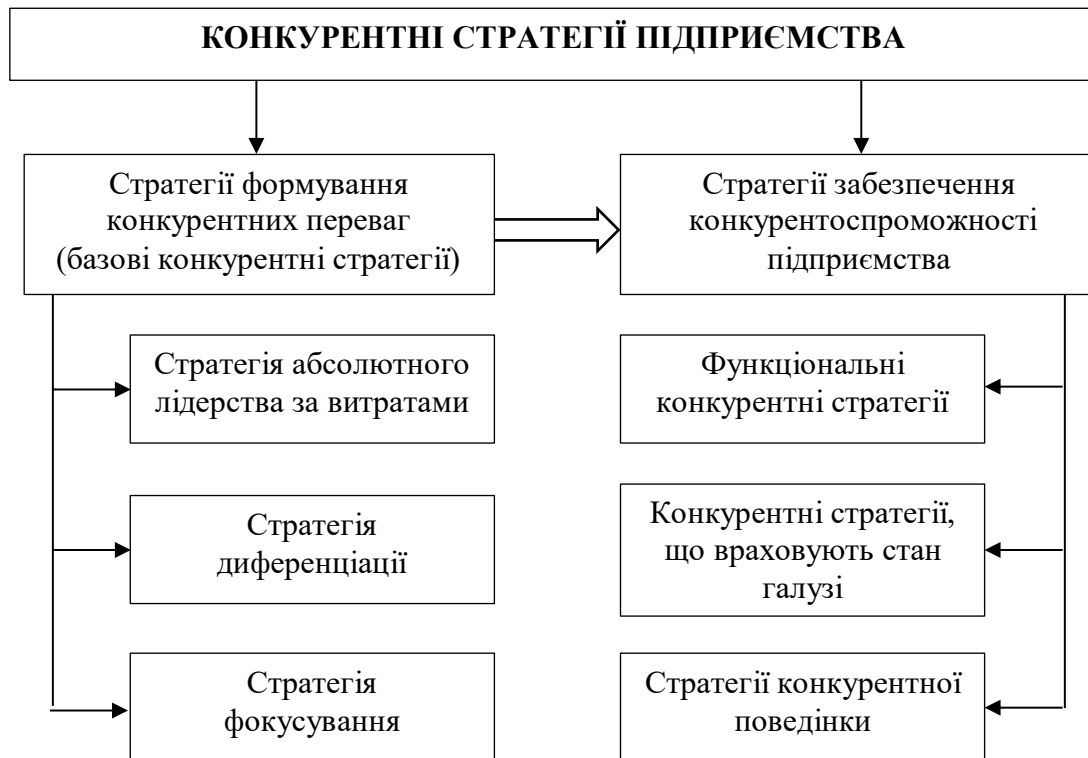 КОНКУРЕНТНІ СТРАТЕГІЇ ПІДПРИЄМСТВА
Стратегії формування
конкурентних переваг
(базові конкурентні стратегії)
Стратегії забезпечення
конкурентоспроможності
підприємства
Стратегія абсолютного
лідерства за витратами
Функціональні
конкурентні стратегії
Стратегія
диференціації
Конкурентні стратегії,
що враховують стан
галузі
Стратегія
фокусування
Стратегії конкурентної
поведінки